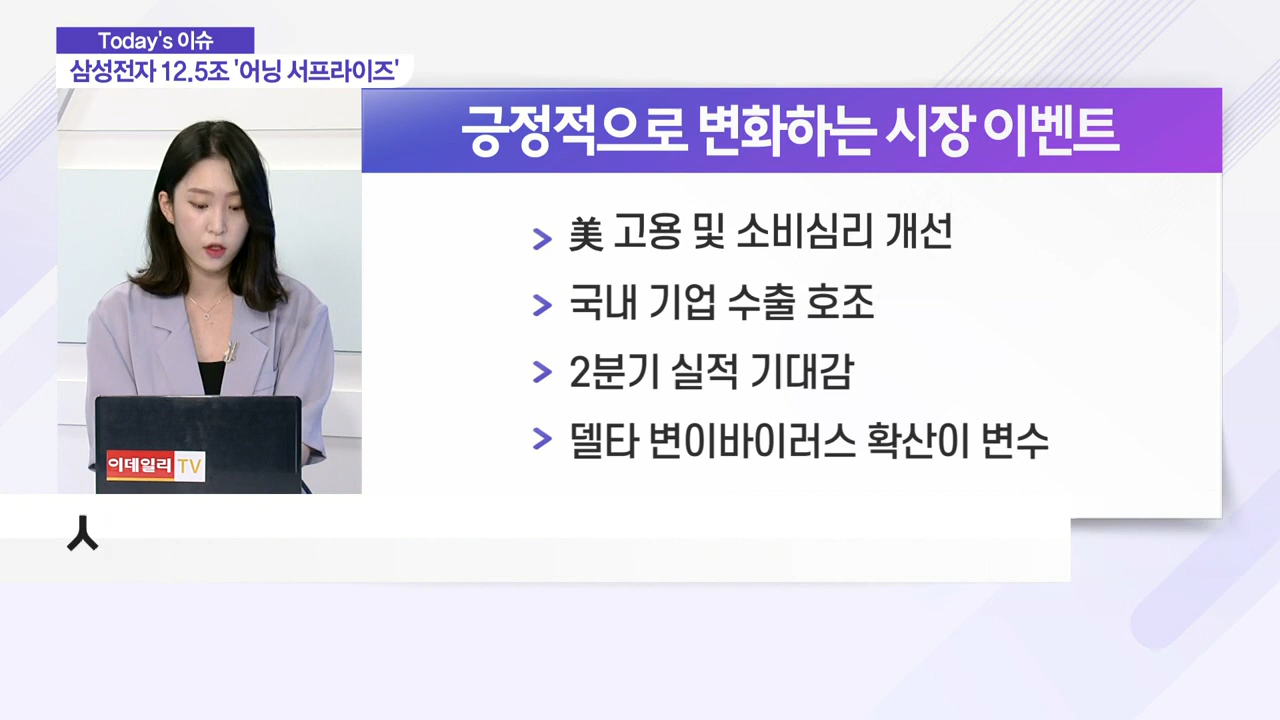 Today's 이슈
삼성전자 12.5조 '어닝 서프라이즈'
긍정적으로 변화하는 시장 이벤트
> 美 고용 및 소비심리 개선
> 국내 기업 수출 호조
> 2분기 실적 기대감
> 델타 변이바이러스 확산이 변수
이데일리 TV
ㅅ